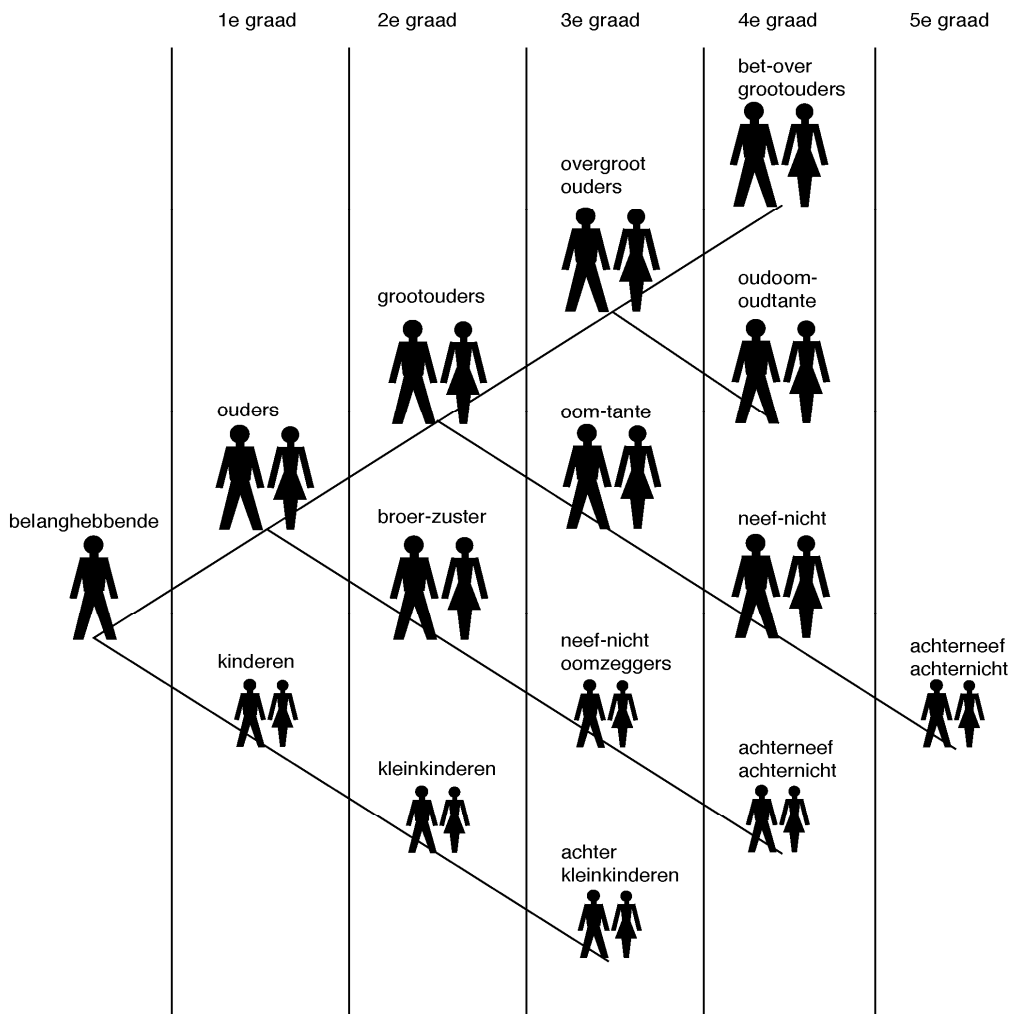 1e graad
2e graad
3e graad
4e graad
5e graad
bet-over
grootouders
overgroot
ouders
oudoom-
oudtante
grootouders
ouders
oom-tante
belanghebbende
broer-zuster
neef-nicht
kinderen
neef-nicht
oomzeggers
achterneef
achternicht
kleinkinderen
achterneef
achternicht
achter
kleinkinderen